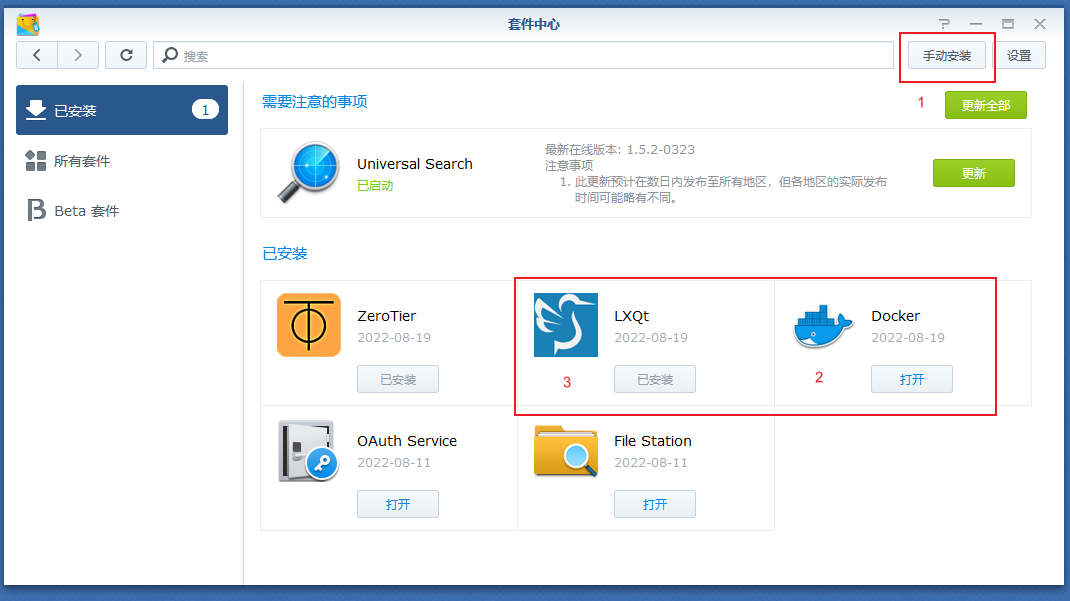 套件中心
搜索
手动安装
设置
已安装
1
所有套件
Beta 套件
需要注意的事项
1
更新全部
Universal Search
已启动
最新在线版本: 1.5.2-0323
注意事项
1. 此更新预计在数日内发布至所有地区，但各地区的实际发布
时间可能略有不同。
更新
已安装
ZeroTier
2022-08-19
已安装
LXQt
2022-08-19
3
已安装
Docker
2022-08-19
2
打开
OAuth Service
2022-08-11
打开
File Station
2022-08-11
打开